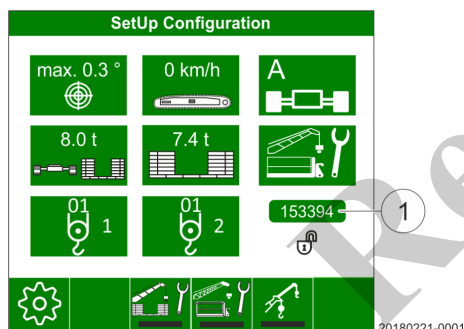 SetUp Configuration
max. 0.3 °
0 km/h
A
8.0 t
7.4 t
01
1
01
2
153394
1
Re
20180221-0001